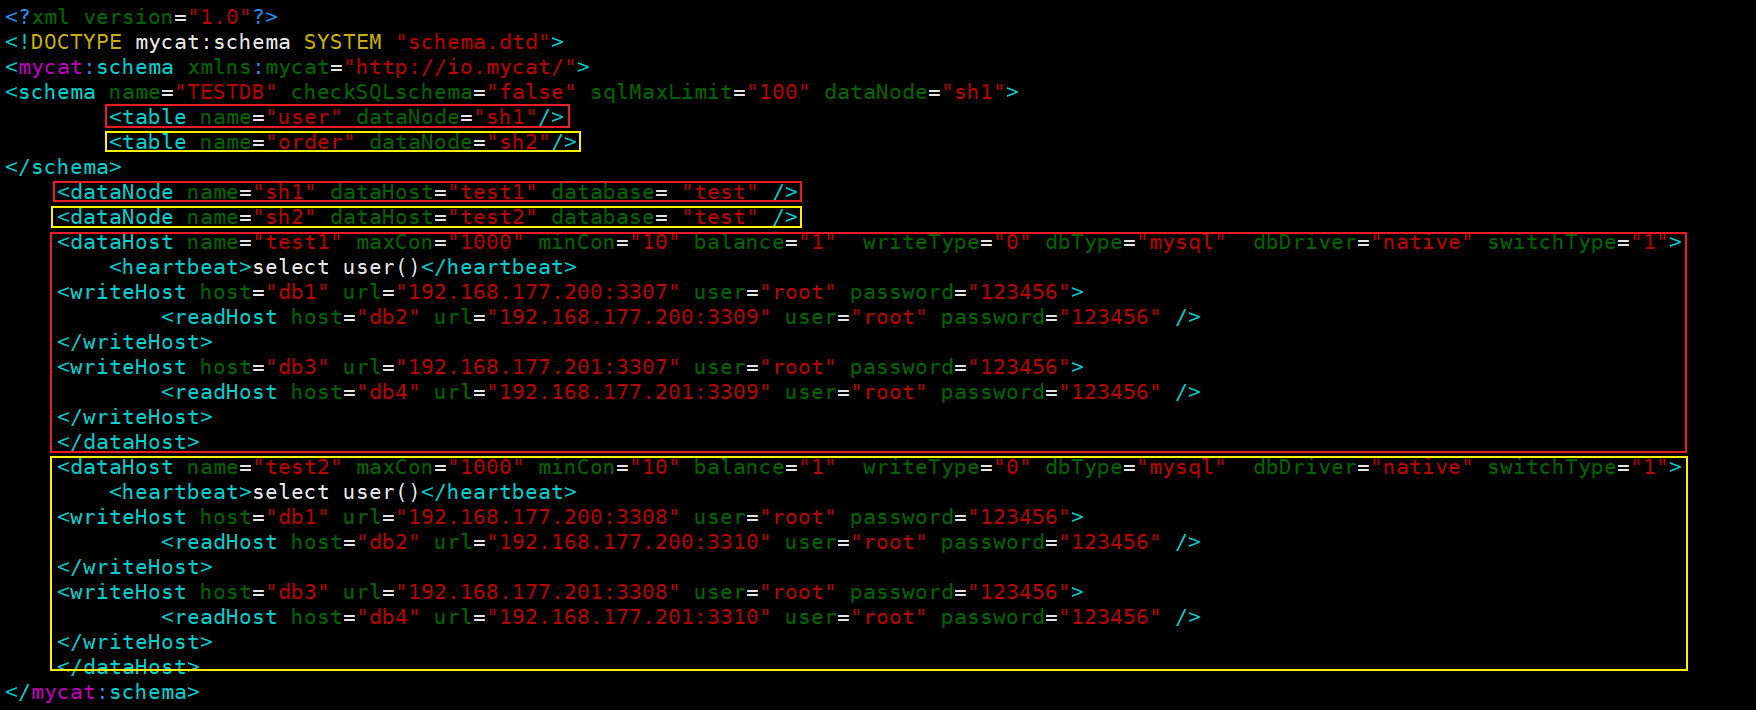 <?xml version="1.0"?>
<!DOCTYPE mycat:schema SYSTEM "schema.dtd">
<mycat:schema xmlns:mycat="http://io.mycat/">
<schema name="TESTDB" checkSQLschema="false" sqlMaxLimit="100" dataNode="sh1">
        <table name="user" dataNode="sh1"/>
        <table name="order" dataNode="sh2"/>
</schema>
    <dataNode name="sh1" dataHost="test1" database= "test" />
    <dataNode name="sh2" dataHost="test2" database= "test" />
    <dataHost name="test1" maxCon="1000" minCon="10" balance="1"  writeType="0" dbType="mysql"  dbDriver="native" switchType="1">
        <heartbeat>select user()</heartbeat>
    <writeHost host="db1" url="192.168.177.200:3307" user="root" password="123456">
            <readHost host="db2" url="192.168.177.200:3309" user="root" password="123456" />
    </writeHost>
    <writeHost host="db3" url="192.168.177.201:3307" user="root" password="123456">
            <readHost host="db4" url="192.168.177.201:3309" user="root" password="123456" />
    </writeHost>
    </dataHost>
    <dataHost name="test2" maxCon="1000" minCon="10" balance="1"  writeType="0" dbType="mysql"  dbDriver="native" switchType="1">
        <heartbeat>select user()</heartbeat>
    <writeHost host="db1" url="192.168.177.200:3308" user="root" password="123456">
            <readHost host="db2" url="192.168.177.200:3310" user="root" password="123456" />
    </writeHost>
    <writeHost host="db3" url="192.168.177.201:3308" user="root" password="123456">
            <readHost host="db4" url="192.168.177.201:3310" user="root" password="123456" />
    </writeHost>
    </dataHost>
</mycat:schema>